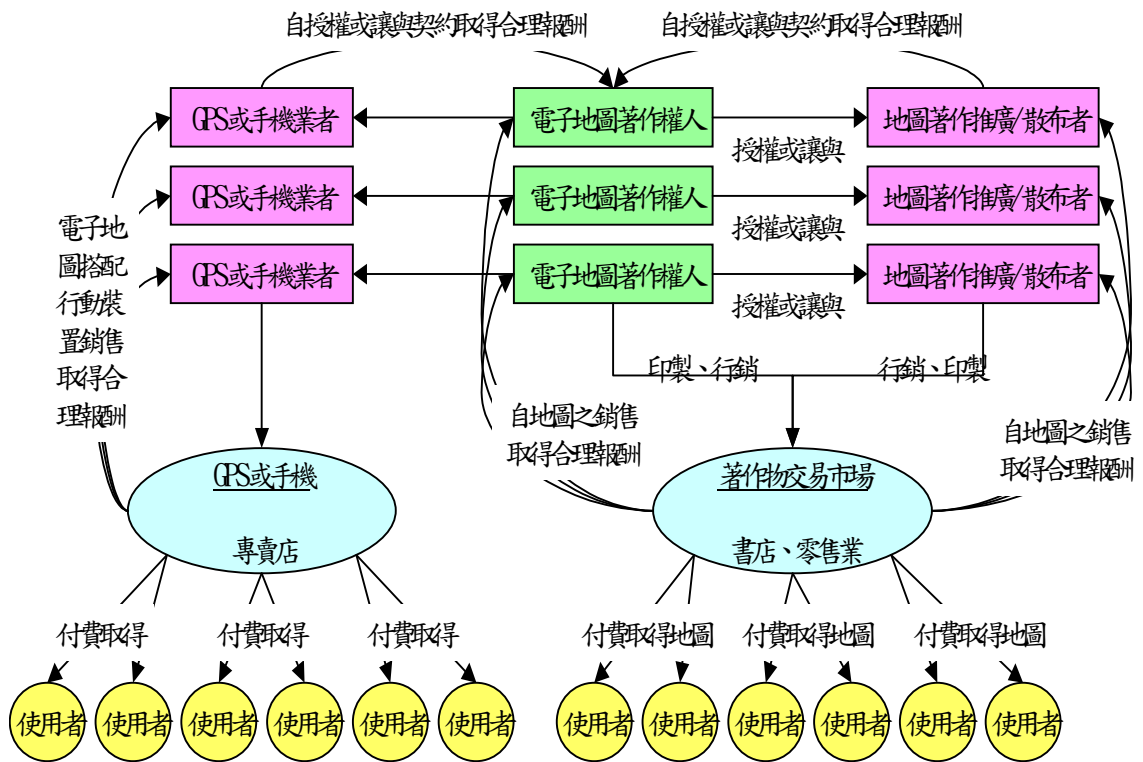 自授權或讓與契約取得合理報酬
自授權或讓與契約取得合理報酬
GPS或手機業者
電子地圖著作權人
地圖著作推廣/散布者
授權或讓與
GPS或手機業者
電子地圖著作權人
地圖著作推廣/散布者
授權或讓與
GPS或手機業者
電子地圖著作權人
地圖著作推廣/散布者
授權或讓與
電子地
圖搭配
行動裝
置銷售
取得合
理報酬
印製、行銷
行銷、印製
自地圖之銷售
取得合理報酬
自地圖之銷售
取得合理報酬
GPS或手機
專賣店
著作物交易市場
書店、零售業
付費取得
付費取得
付費取得
付費取得地圖
付費取得地圖
付費取得地圖
使用者
使用者
使用者
使用者
使用者
使用者
使用者
使用者
使用者
使用者
使用者
使用者